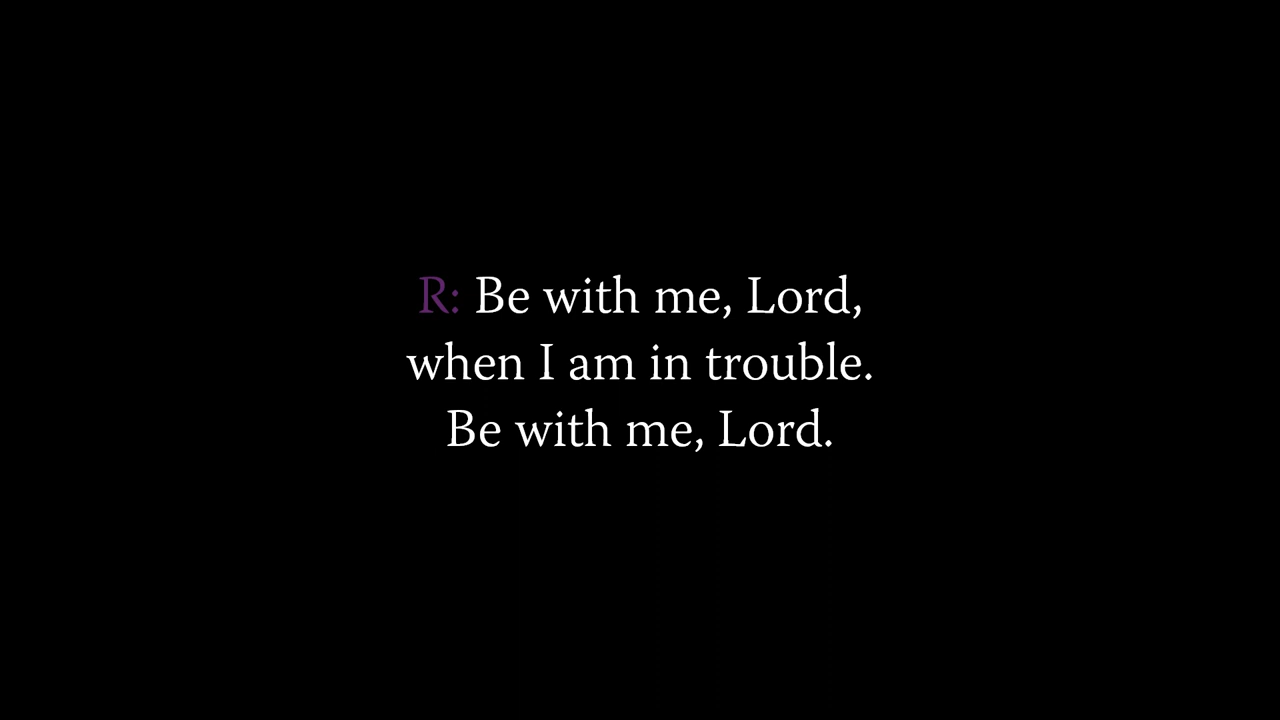 R: Be with me, Lord,
when I am in trouble.
Be with me, Lord.